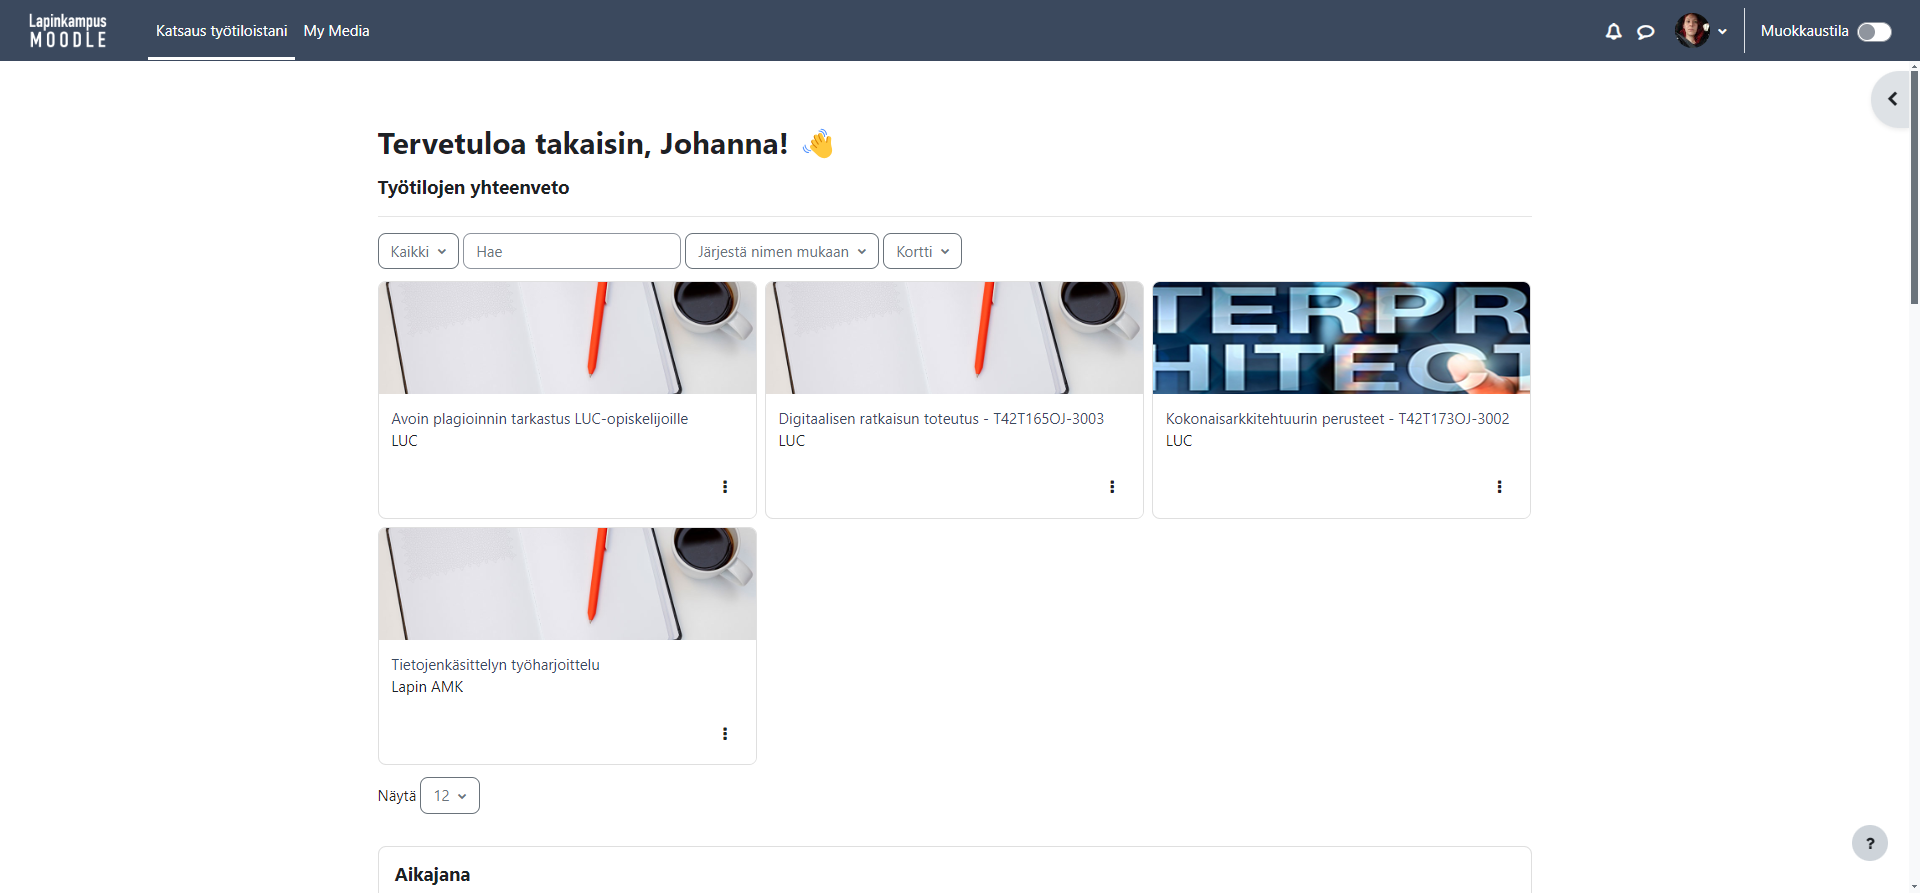 Lapinkampus
MOODLE
Katsaus työtiloistani
My Media
Muokkaustila
Tervetuloa takaisin, Johanna! 👋
Työtilojen yhteenveto
Kaikki
Hae
Järjestä nimen mukaan
Kortti
TERPR
HITECT
Avoin plagioinnin tarkastus LUC-opiskelijoille
LUC
Digitaalisen ratkaisun toteutus - T42T165OJ-3003
LUC
Kokonaisarkkitehtuurin perusteet - T42T173OJ-3002
LUC
Tietojenkäsittelyn työharjoittelu
Lapin AMK
Näytä 12
?
Aikajana